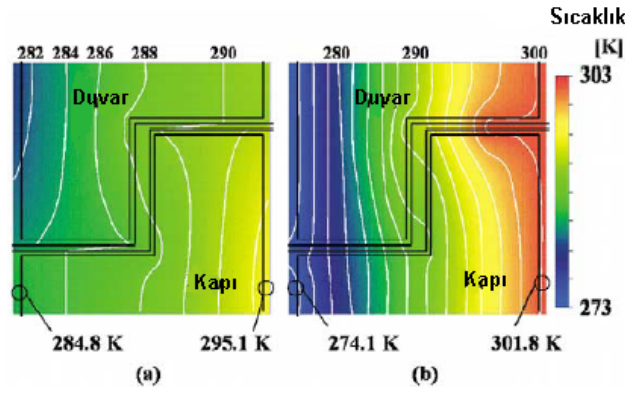 Sıcaklık
[K]
282 284 286 288 290
280 290 300
303
Duvar
Duvar
Kapı
Kapı
273
284.8 K
295.1 K
274.1 K
301.8 K
(a)
(b)